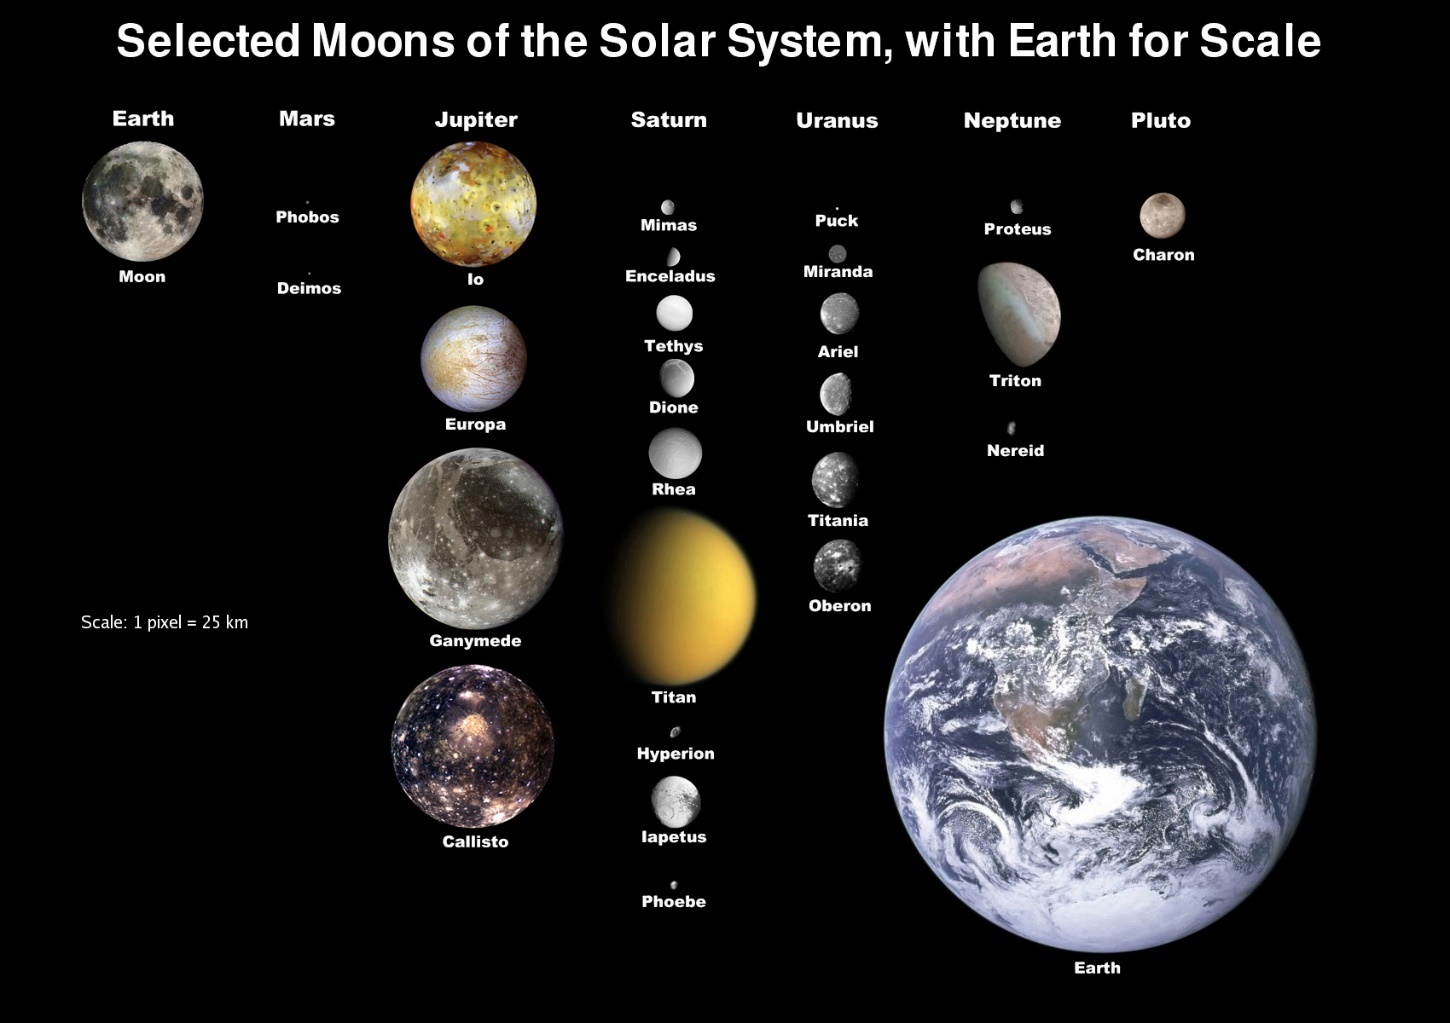 Selected Moons of the Solar System, with Earth for Scale
Earth
Mars
Jupiter
Saturn
Uranus
Neptune
Pluto
Moon
Phobos
Deimos
Io
Europa
Ganymede
Callisto
Mimas
Enceladus
Tethys
Dione
Rhea
Titan
Hyperion
Iapetus
Phoebe
Puck
Miranda
Ariel
Umbriel
Titania
Oberon
Proteus
Triton
Nereid
Charon
Scale: 1 pixel = 25 km
Earth